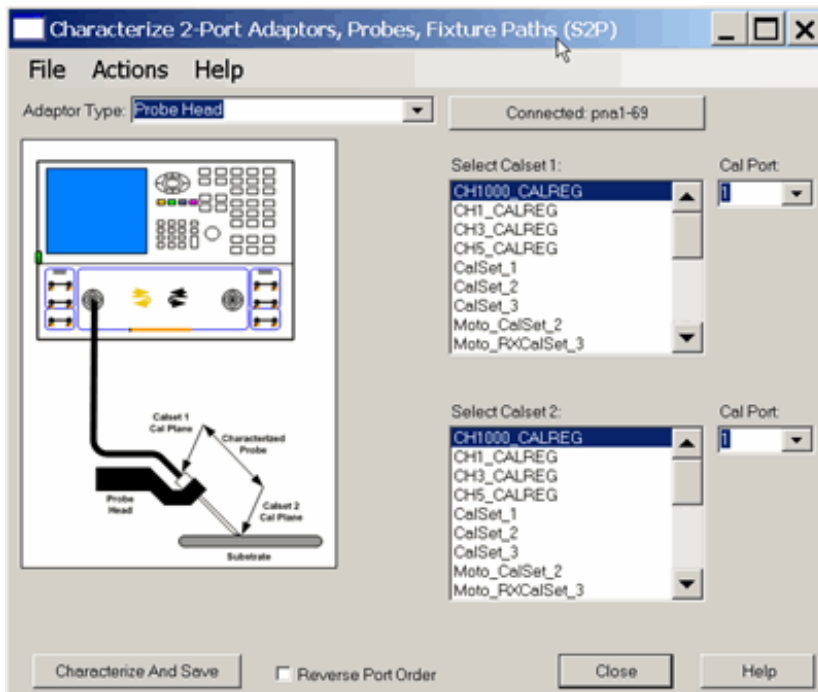 Characterize 2-Port Adaptors, Probes, Fixture Paths (S2P)
File Actions Help
Adaptor Type: Probe Head
Connected: pna1-69
Select Calset 1:
Cal Port:
CH1000_CALREG
1
CH1_CALREG
CH3_CALREG
CH5_CALREG
CalSet_1
CalSet_2
CalSet_3
Moto_CalSet_2
Moto_RXCalSet_3
Calset 1
Cal Plane
Characterized
Probe
Probe
Head
Calset 2
Cal Plane
Substrate
Select Calset 2:
Cal Port:
CH1000_CALREG
1
CH1_CALREG
CH3_CALREG
CH5_CALREG
CalSet_1
CalSet_2
CalSet_3
Moto_CalSet_2
Moto_RXCalSet_3
Characterize And Save
Reverse Port Order
Close
Help